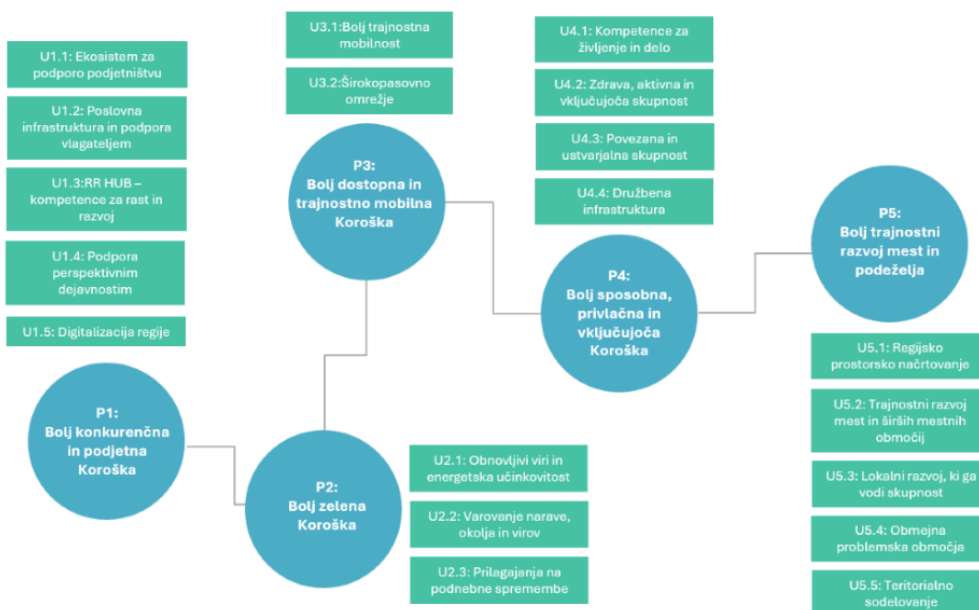 U1.1: Ekosistem za
podporo podjetništvu
U1.2: Poslovna
infrastruktura in podpora
vlagateljem
U1.3:RR HUB –
kompetence za rast in
razvoj
U1.4: Podpora
perspektivnim
dejavnostim
U1.5: Digitalizacija regije
P1:
Bolj konkurenčna
in podjetna
Koroška
P2:
Bolj zelena
Koroška
U2.1: Obnovljivi viri in
energetska učinkovitost
U2.2: Varovanje narave,
okolja in virov
U2.3: Prilagajanja na
podnebne spremembe
U3.1:Bolj trajnostna
mobilnost
U3.2:Širokopasovno
omrežje
P3:
Bolj dostopna in
trajnostno mobilna
Koroška
U4.1: Kompetence za
življenje in delo
U4.2: Zdrava, aktivna in
vključujoča skupnost
U4.3: Povezana in
ustvarjalna skupnost
U4.4: Družbena
infrastruktura
P4:
Bolj sposobna,
privlačna in
vključujoča
Koroška
P5:
Bolj trajnostni
razvoj mest in
podeželja
U5.1: Regijsko
prostorsko načrtovanje
U5.2: Trajnostni razvoj
mest in širših mestnih
območij
U5.3: Lokalni razvoj, ki ga
vodi skupnost
U5.4: Obmejna
problemska območja
U5.5: Teritorialno
sodelovanje